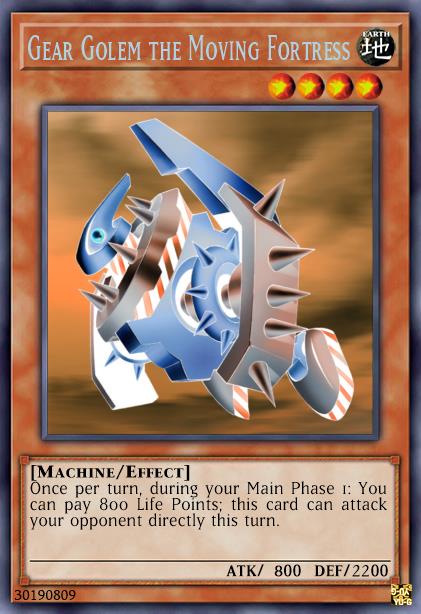 Gear Golem the Moving Fortress
EARTH
地
[Machine/Effect]
Once per turn, during your Main Phase 1: You
can pay 800 Life Points; this card can attack
your opponent directly this turn.
ATK/ 800 DEF/2200
30190809